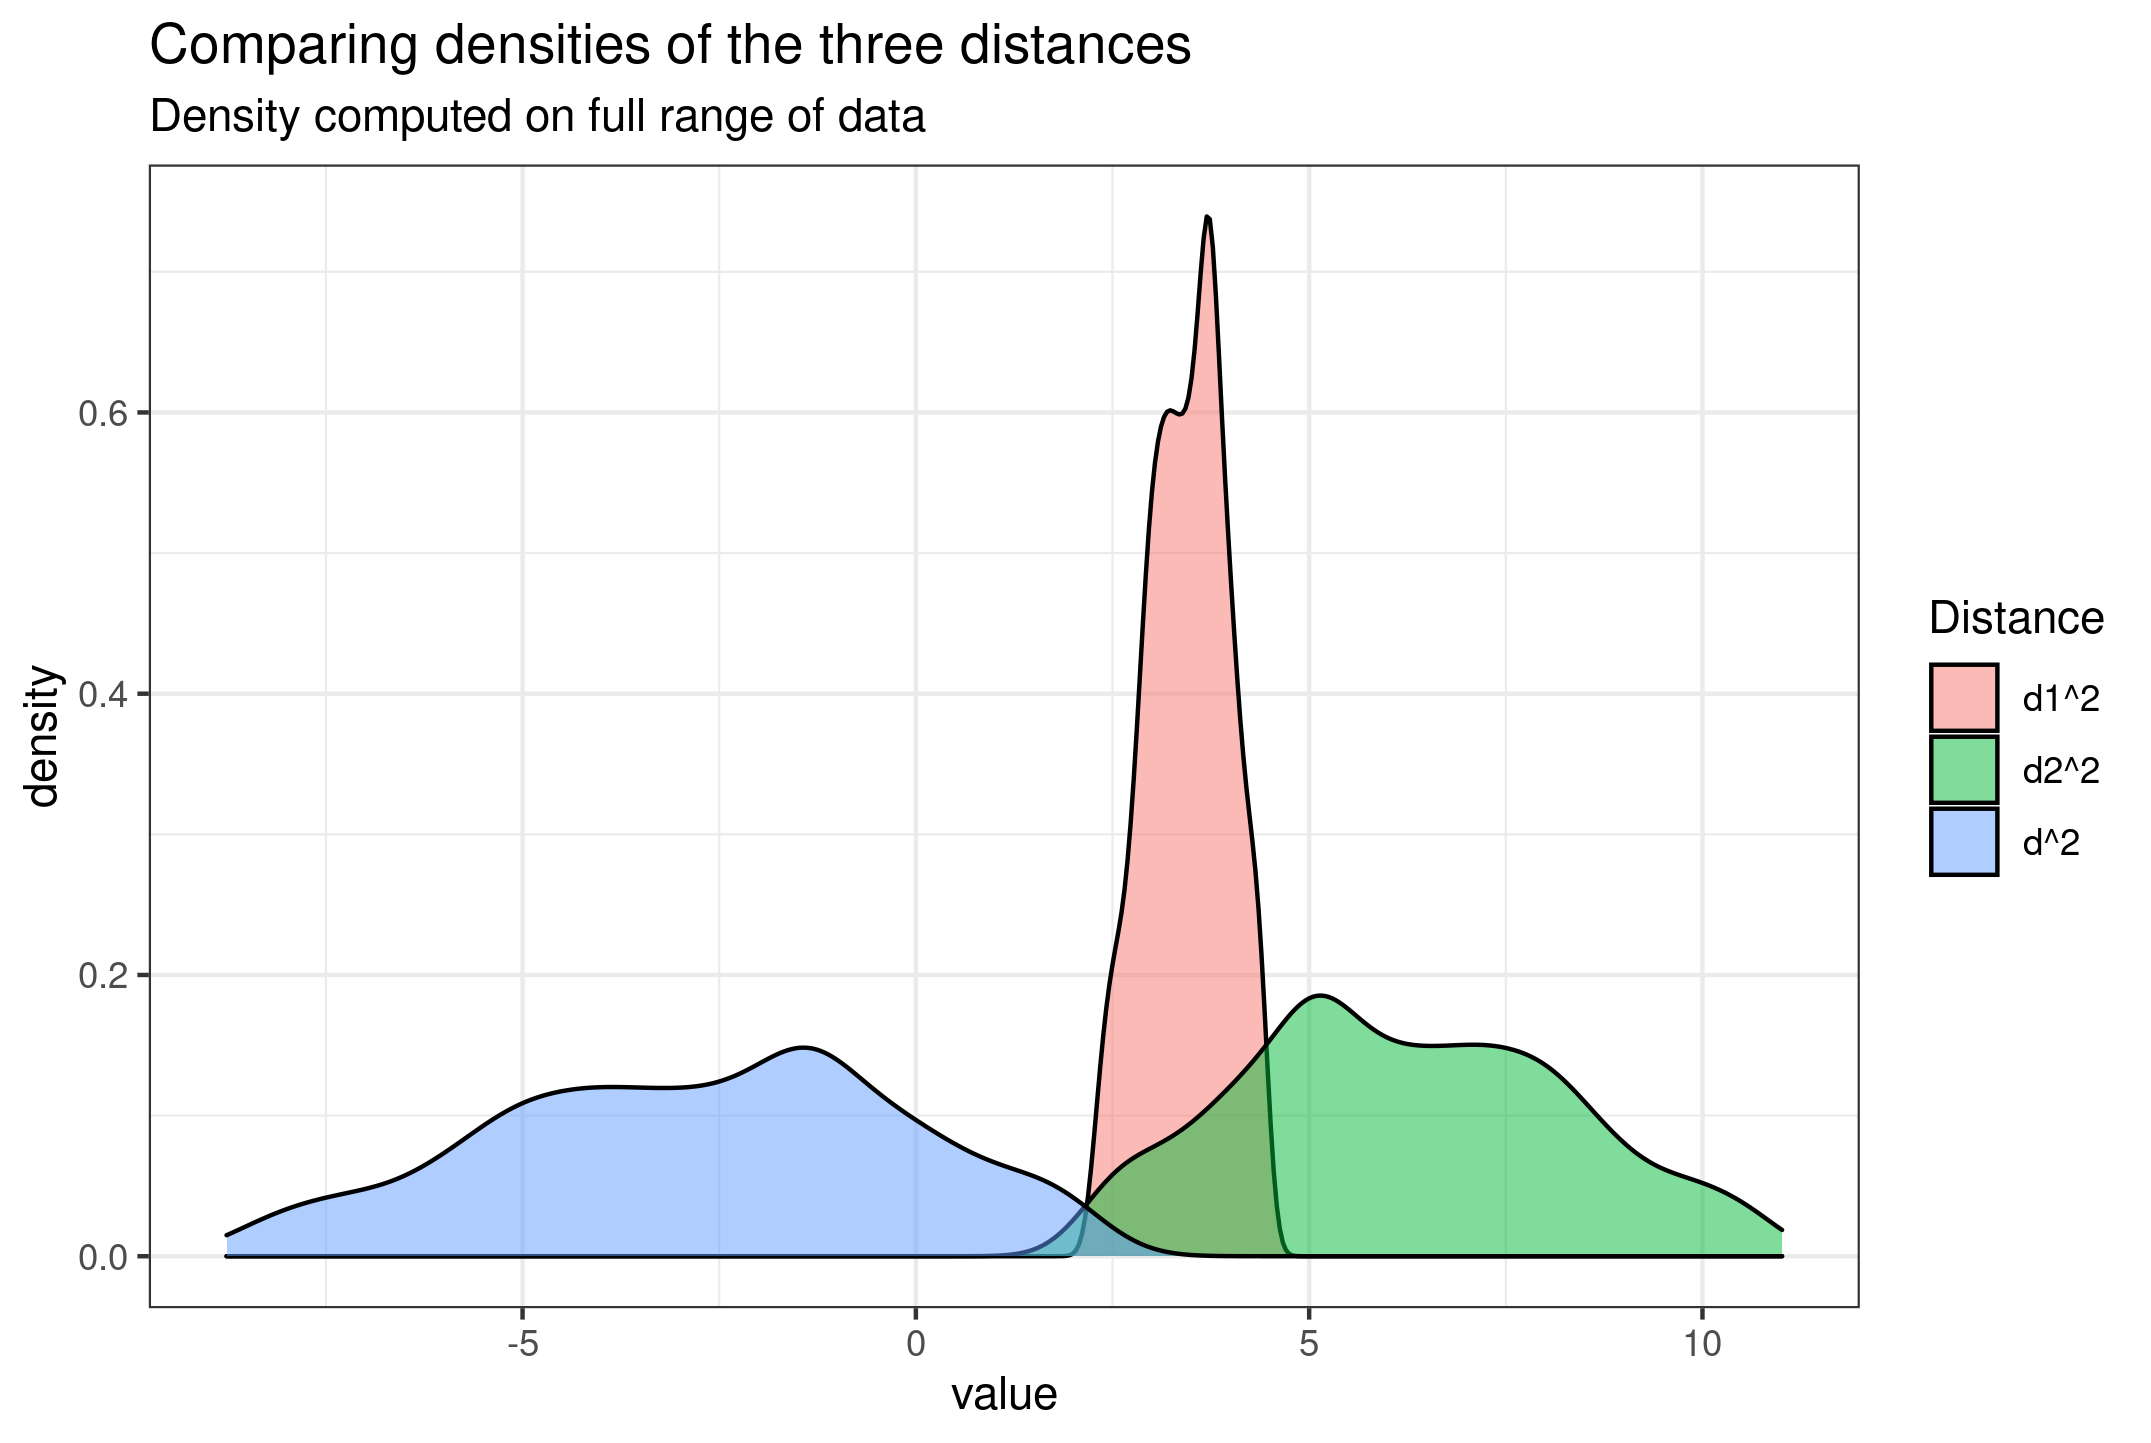 Comparing densities of the three distances
Density computed on full range of data
density
0.6
0.4
0.2
0.0
-5
0
5
10
value
Distance
d1^2
d2^2
d^2